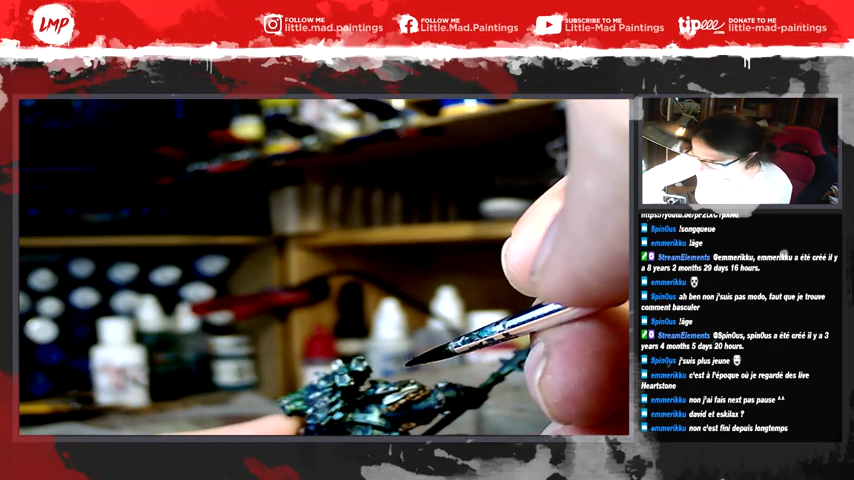 LMP
FOLLOW ME
little.mad.paintings
FOLLOW ME
Little.Mad.Paintings
SUBSCRIBE TO ME
Little-Mad Paintings
tipeee
.com
DONATE TO ME
little-mad-paintings
Spin0us !songqueue
emmerikku !âge
StreamElements @emmerikku, emmerikku a été créé il y
a 8 years 2 months 29 days 16 hours.
emmerikku
Spin0us ah ben non j'suis pas modo, faut que je trouve
comment basculer
Spin0us !âge
StreamElements @Spin0us, spin0us a été créé il y a 3
years 4 months 5 days 20 hours.
Spin0us j'suis plus jeune
emmerikku c'est à l'époque où je regardé des live
Heartstone
emmerikku non j'ai fais next pas pause ^^
emmerikku david et eskilax ?
emmerikku non c'est fini depuis longtemps